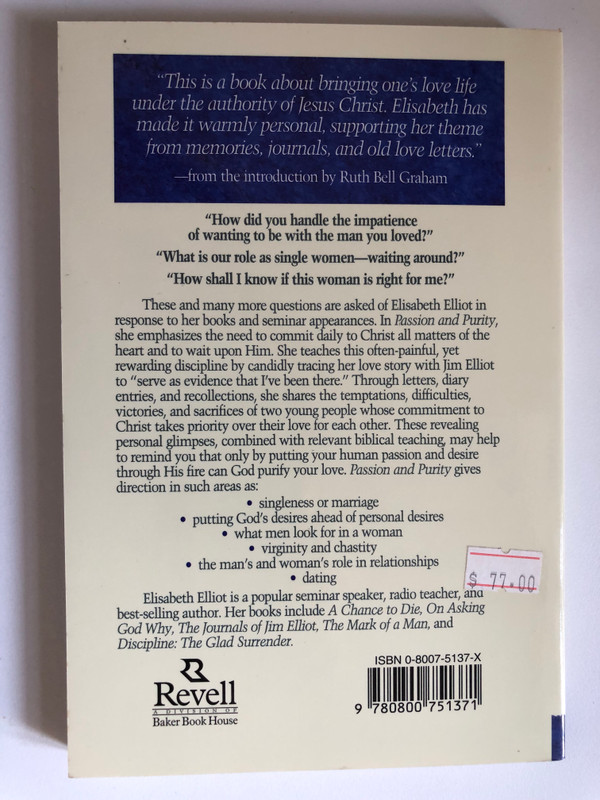 “This is a book about bringing one’s love life
under the authority of Jesus Christ. Elisabeth has
made it warmly personal, supporting her theme
from memories, journals, and old love letters.”
—from the introduction by Ruth Bell Graham
“How did you handle the impatience
of wanting to be with the man you loved?”
“What is our role as single women—waiting around?”
“How shall I know if this woman is right for me?”
These and many more questions are asked of Elisabeth Elliot in
response to her books and seminar appearances. In Passion and Purity,
she emphasizes the need to commit daily to Christ all matters of the
heart and to wait upon Him. She teaches this often-painful, yet
rewarding discipline by candidly tracing her love story with Jim Elliot
to “serve as evidence that I’ve been there.” Through letters, diary
entries, and recollections, she shares the temptations, difficulties,
victories, and sacrifices of two young people whose commitment to
Christ takes priority over their love for each other. These revealing
personal glimpses, combined with relevant biblical teaching, may help
to remind you that only by putting your human passion and desire
through His fire can God purify your love. Passion and Purity gives
direction in such areas as:
• singleness or marriage
• putting God’s desires ahead of personal desires
• what men look for in a woman
• virginity and chastity
• the man’s and woman’s role in relationships
• dating
$ 77.00
Elisabeth Elliot is a popular seminar speaker, radio teacher, and
best-selling author. Her books include A Chance to Die, On Asking
God Why, The Journals of Jim Elliot, The Mark of a Man, and
Discipline: The Glad Surrender.
R
Revell
A DIVISION OF
Baker Book House
ISBN 0-8007-5137-X
9 780800 751371